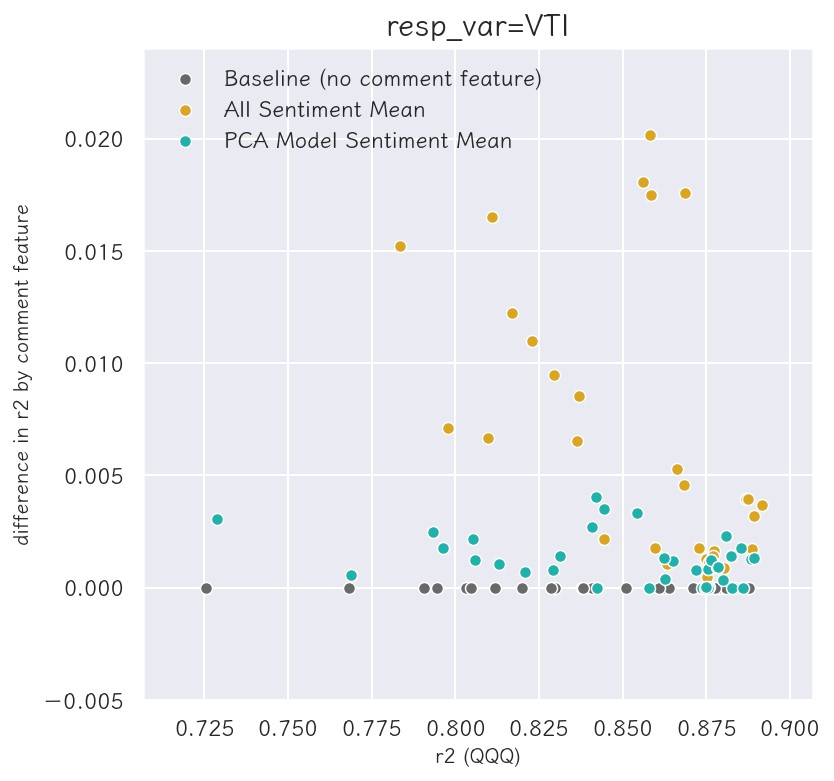 resp_var=VTI
Baseline (no comment feature)
All Sentiment Mean
PCA Model Sentiment Mean
difference in r2 by comment feature
0.020
0.015
0.010
0.005
0.000
−0.005
0.725 0.750 0.775 0.800 0.825 0.850 0.875 0.900
r2 (QQQ)